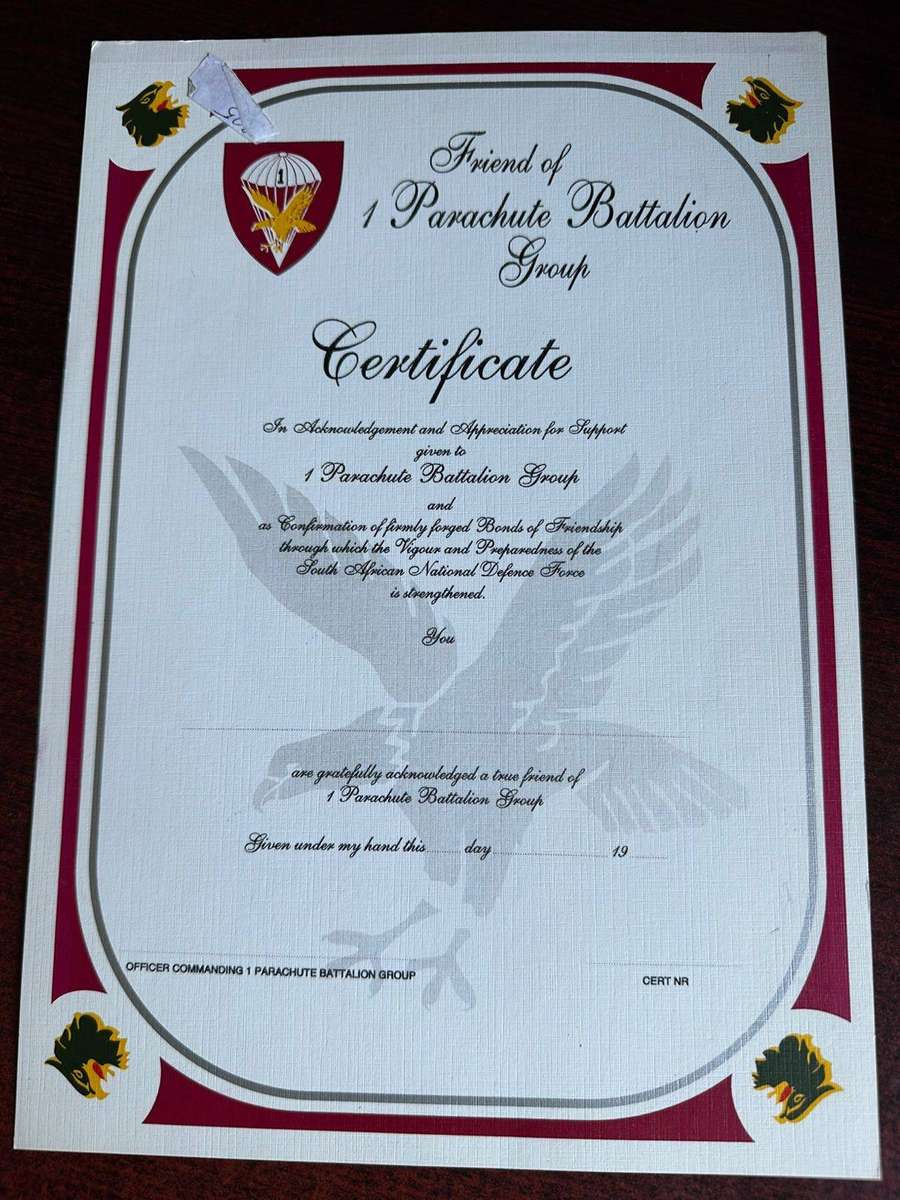 1
Friend of
1 Parachute Battalion
Group
Certificate
In Acknowledgement and Appreciation for Support
given to
1 Parachute Battalion Group
and
as Confirmation of firmly forged Bonds of Friendship
through which the Vigour and Preparedness of the
South African National Defence Force
is strengthened.
You
are gratefully acknowledged a true friend of
1 Parachute Battalion Group
Given under my hand this ...... day .............................. 19 ........
OFFICER COMMANDING 1 PARACHUTE BATTALION GROUP
CERT NR